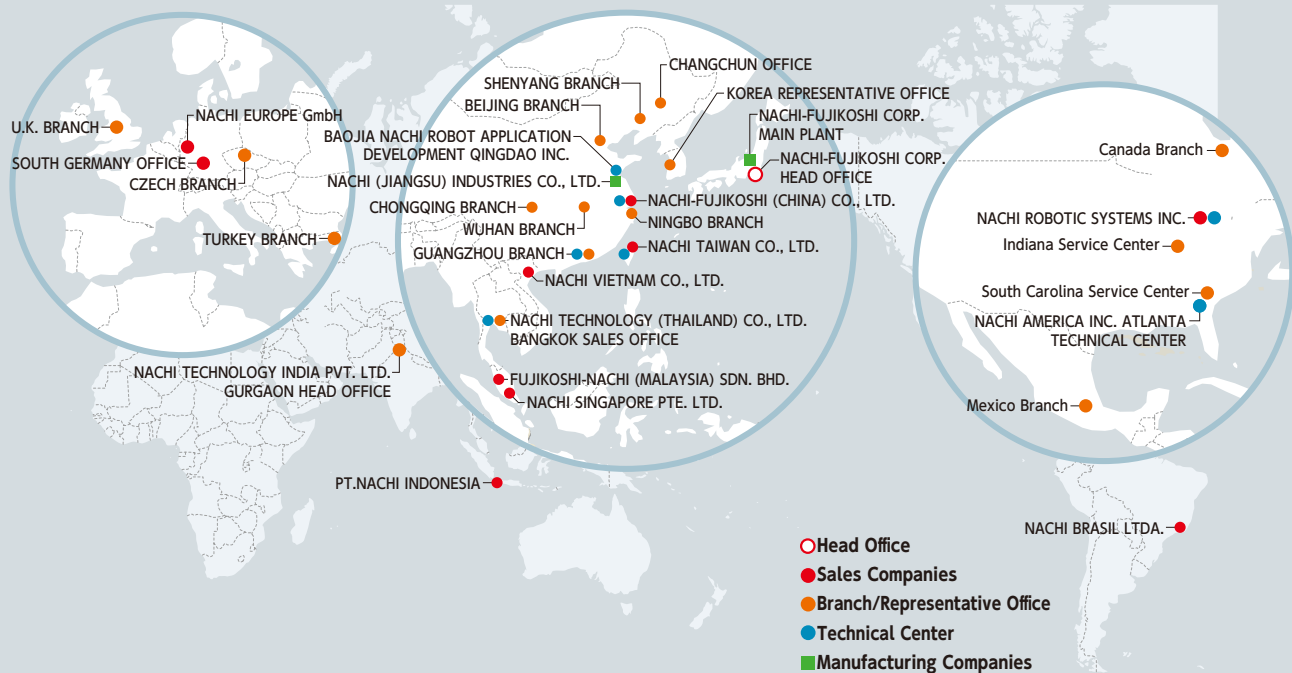 U.K. BRANCH
NACHI EUROPE GmbH
SOUTH GERMANY OFFICE
CZECH BRANCH
TURKEY BRANCH
CHANGCHUN OFFICE
SHENYANG BRANCH
KOREA REPRESENTATIVE OFFICE
BEIJING BRANCH
NACHI-FUJIKOSHI CORP.
MAIN PLANT
BAOJIA NACHI ROBOT APPLICATION
DEVELOPMENT QINGDAO INC.
NACHI-FUJIKOSHI CORP.
HEAD OFFICE
NACHI (JIANGSU) INDUSTRIES CO., LTD.
NACHI-FUJIKOSHI (CHINA) CO., LTD.
CHONGQING BRANCH
NINGBO BRANCH
WUHAN BRANCH
NACHI TAIWAN CO., LTD.
GUANGZHOU BRANCH
NACHI VIETNAM CO., LTD.
NACHI TECHNOLOGY (THAILAND) CO., LTD.
BANGKOK SALES OFFICE
NACHI TECHNOLOGY INDIA PVT. LTD.
GURGAON HEAD OFFICE
FUJIKOSHI-NACHI (MALAYSIA) SDN. BHD.
NACHI SINGAPORE PTE. LTD.
PT.NACHI INDONESIA
Canada Branch
NACHI ROBOTIC SYSTEMS INC.
Indiana Service Center
South Carolina Service Center
NACHI AMERICA INC. ATLANTA
TECHNICAL CENTER
Mexico Branch
NACHI BRASIL LTDA.
Head Office
Sales Companies
Branch/Representative Office
Technical Center
Manufacturing Companies